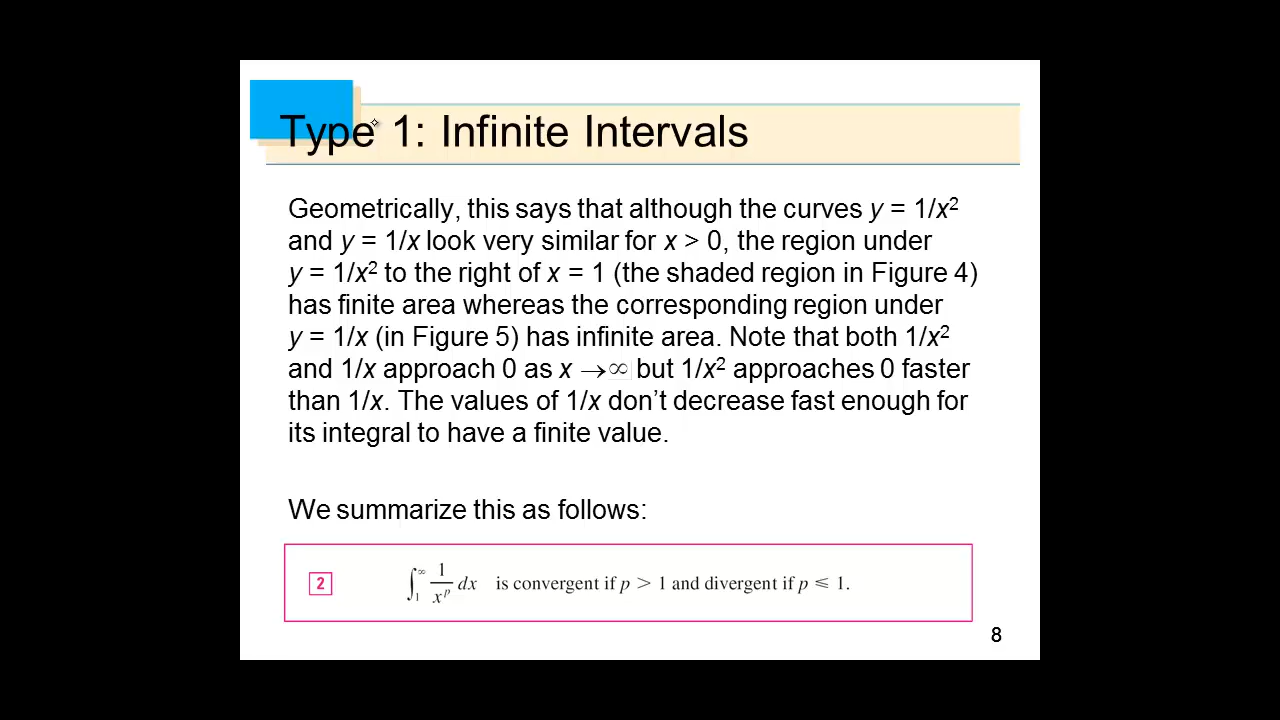 Type 1: Infinite Intervals
Geometrically, this says that although the curves y = 1/x²
and y = 1/x look very similar for x > 0, the region under
y = 1/x² to the right of x = 1 (the shaded region in Figure 4)
has finite area whereas the corresponding region under
y = 1/x (in Figure 5) has infinite area. Note that both 1/x²
and 1/x approach 0 as x →∞ but 1/x² approaches 0 faster
than 1/x. The values of 1/x don’t decrease fast enough for
its integral to have a finite value.
We summarize this as follows:
2 ∫₁^∞ 1/xᵖ dx is convergent if p > 1 and divergent if p ≤ 1.
8